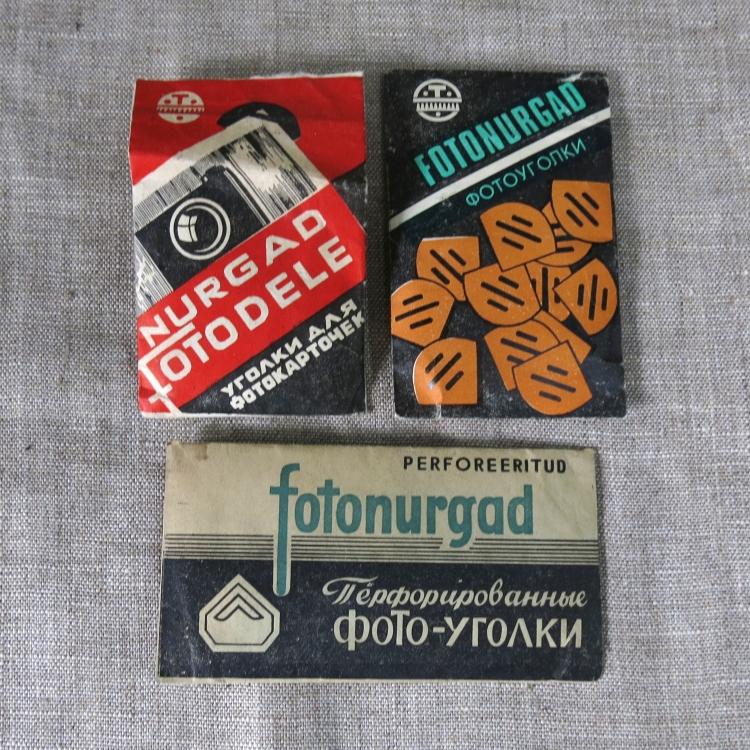 T
NURGAD
FOTODELE
УГОЛКИ ДЛЯ
ФОТОКАРТОЧЕК
T
FOTONURGAD
ФОТОУГОЛКИ
PERFOREERITUD
fotonurgad
Перфорированные
ФОТО-УГОЛКИ